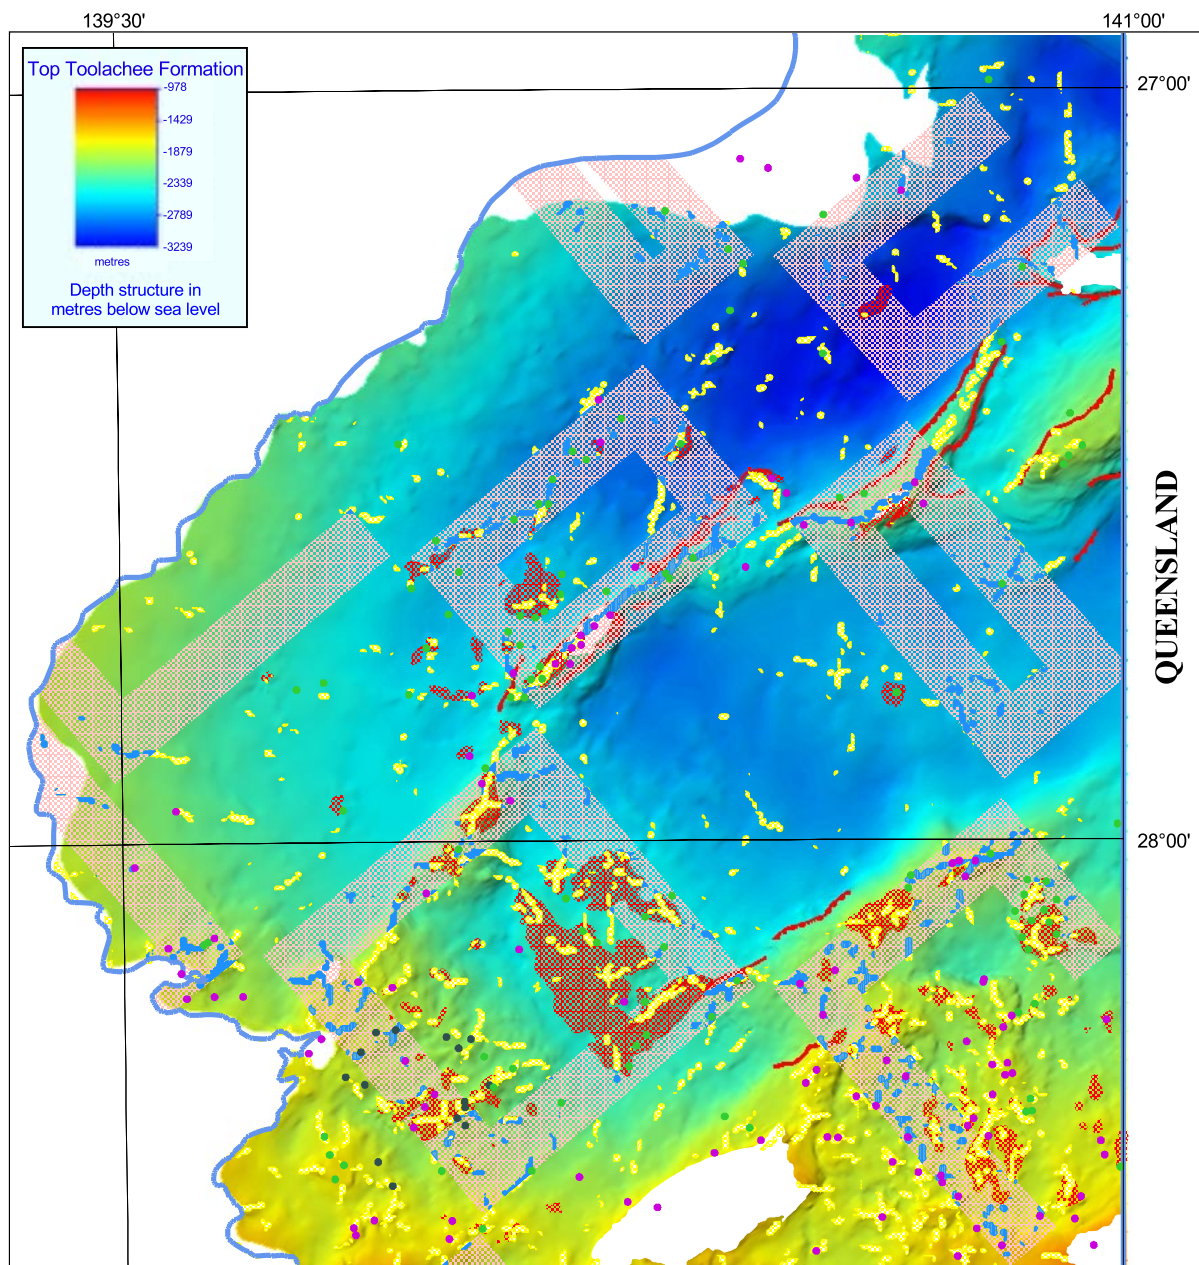 139°30'
141°00'
Top Toolachee Formation
-978
-1429
-1879
-2339
-2789
-3239
metres
Depth structure in
metres below sea level
27°00'
QUEENSLAND
28°00'